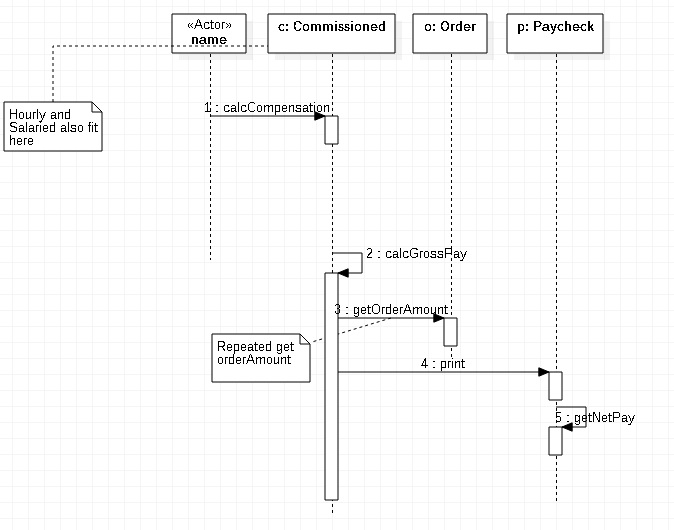 «Actor»
name
c: Commissioned
o: Order
p: Paycheck
Hourly and
Salaried also fit
here
1 : calcCompensation
2 : calcGrossPay
3 : getOrderAmount
Repeated get
orderAmount
4 : print
5 : getNetPay